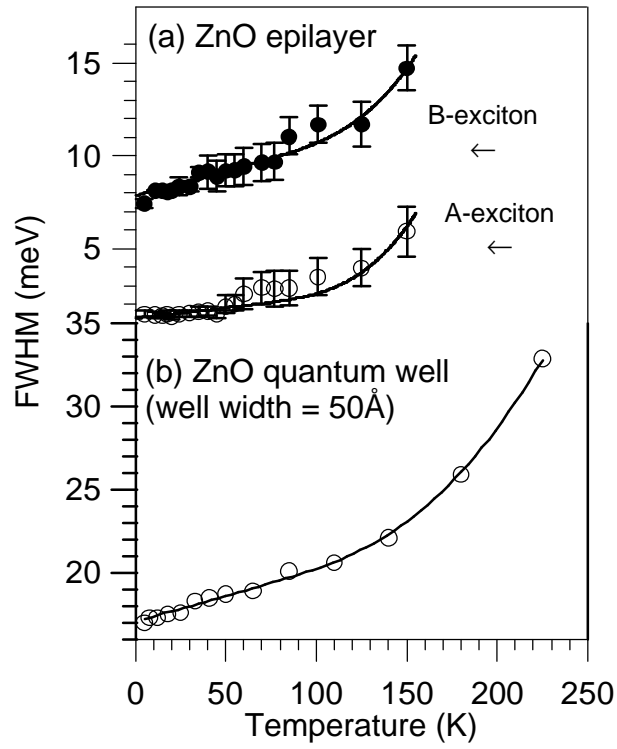 (a) ZnO epilayer
15
B-exciton
←
10
A-exciton
←
5
FWHM (meV)
35
(b) ZnO quantum well
(well width = 50Å)
30
25
20
0 50 100 150 200 250
Temperature (K)